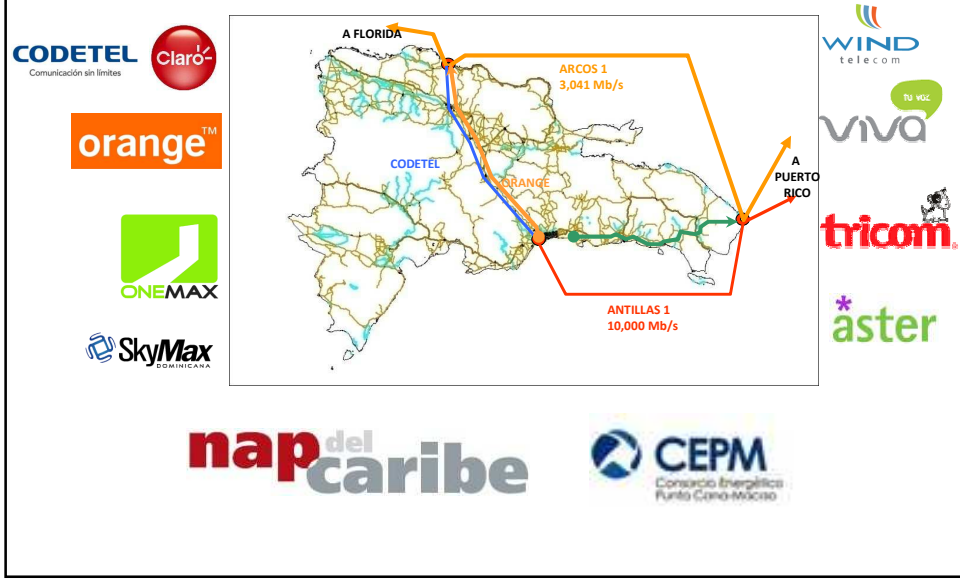 CODETEL
Comunicación sin límites
Claro-
orange™
ONEMAX
SkyMax
DOMINICANA
A FLORIDA
ARCOS 1
3,041 Mb/s
CODETEL
ORANGE
A
PUERTO
RICO
ANTILLAS 1
10,000 Mb/s
WIND
telecom
TU VOZ
VIVA
tricom
áster
nap del caribe
CEPM
Consorcio Energético
Punta Cana-Macao